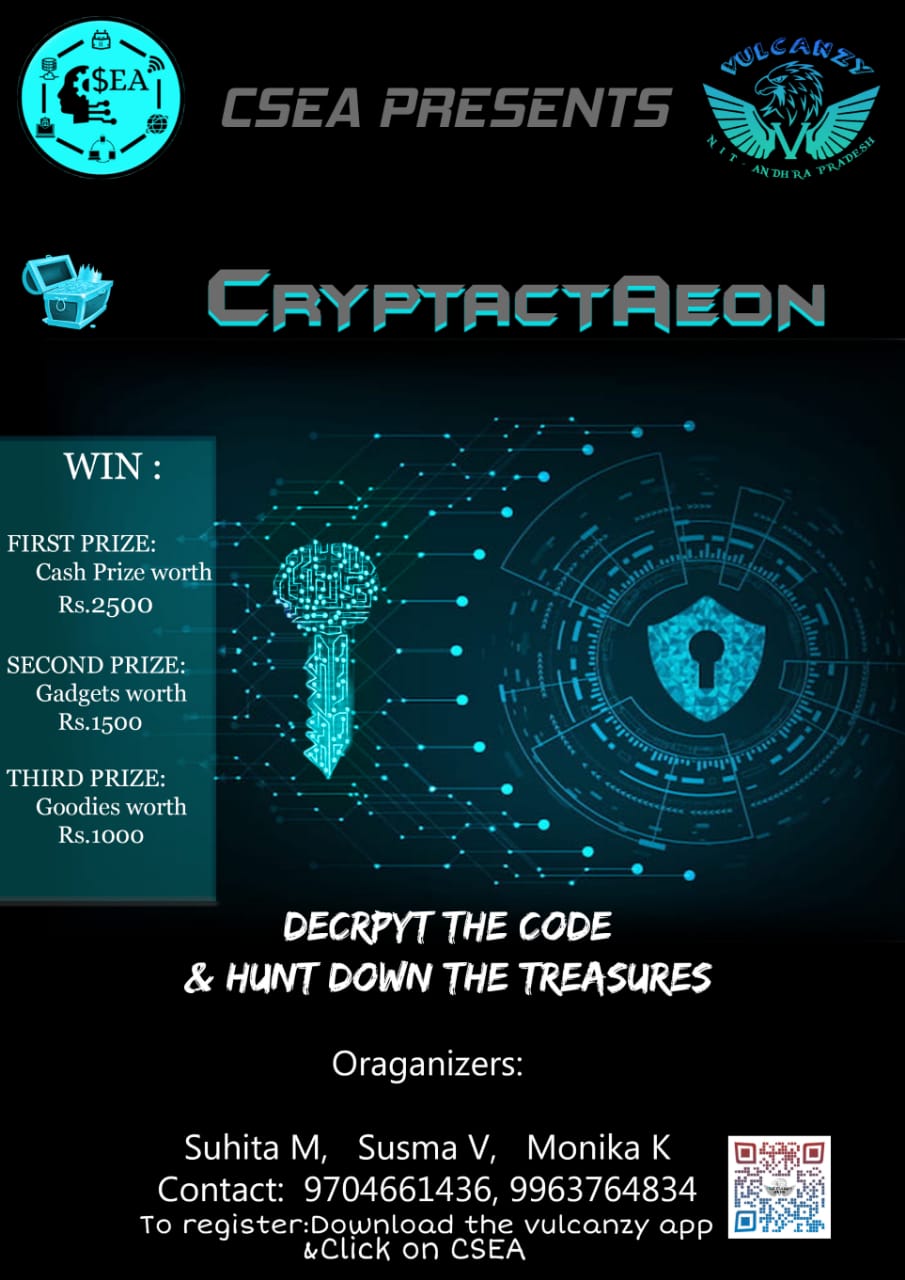 $EA
CSEA PRESENTS
VULCANZY
NIT - ANDHRA PRADESH
CRYPTACTAEON
WIN :
FIRST PRIZE:
Cash Prize worth
Rs.2500
SECOND PRIZE:
Gadgets worth
Rs.1500
THIRD PRIZE:
Goodies worth
Rs.1000
DECRPYT THE CODE
& HUNT DOWN THE TREASURES
Oraganizers:
Suhita M, Susma V, Monika K
Contact: 9704661436, 9963764834
To register:Download the vulcanzy app
&Click on CSEA